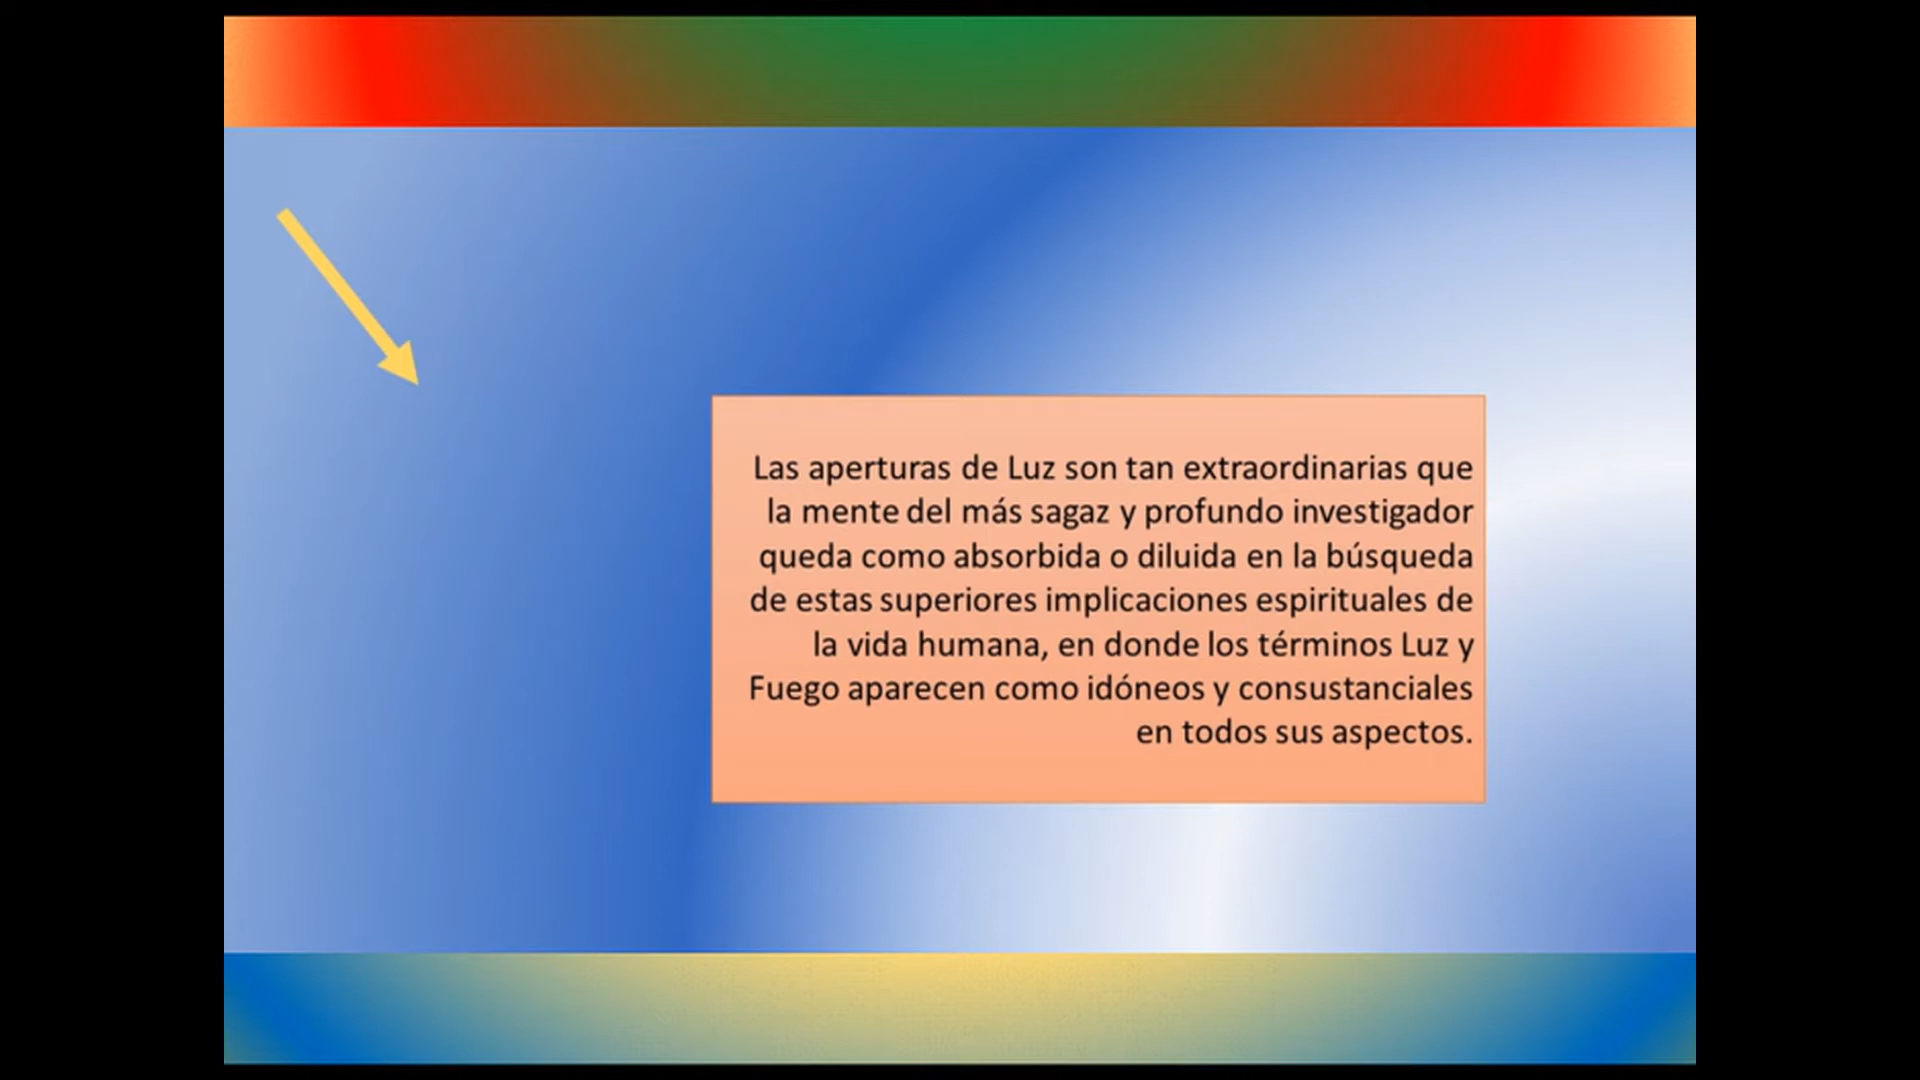 Las aperturas de Luz son tan extraordinarias que
la mente del más sagaz y profundo investigador
queda como absorbida o diluida en la búsqueda
de estas superiores implicaciones espirituales de
la vida humana, en donde los términos Luz y
Fuego aparecen como idóneos y consustanciales
en todos sus aspectos.